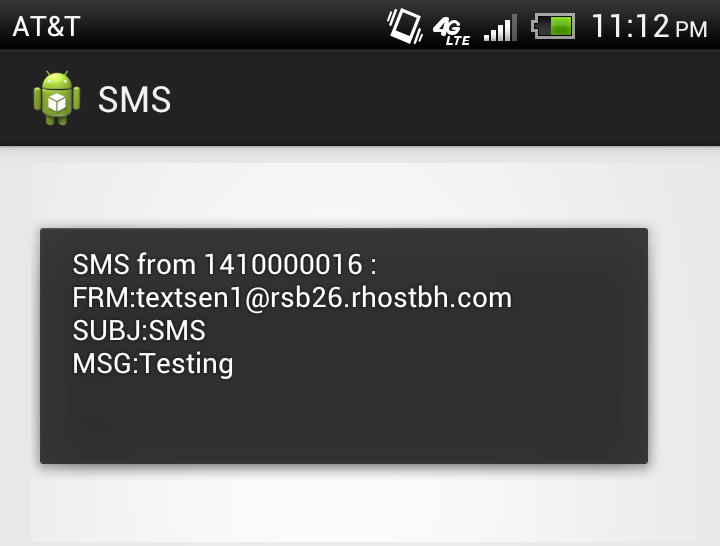 AT&T 4G LTE 11:12 PM
SMS
SMS from 1410000016 :
FRM:textsen1@rsb26.rhostbh.com
SUBJ:SMS
MSG:Testing